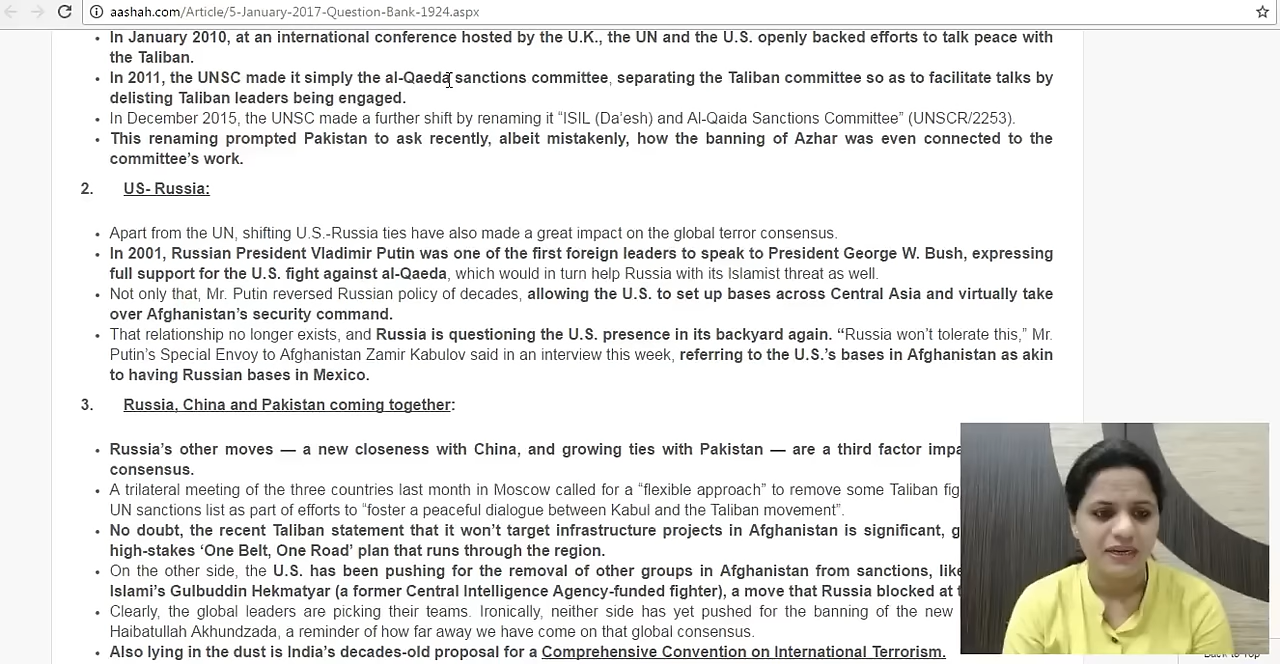 aashah.com/Article/5-January-2017-Question-Bank-1924.aspx
• In January 2010, at an international conference hosted by the U.K., the UN and the U.S. openly backed efforts to talk peace with
the Taliban.
• In 2011, the UNSC made it simply the al-Qaeda sanctions committee, separating the Taliban committee so as to facilitate talks by
delisting Taliban leaders being engaged.
• In December 2015, the UNSC made a further shift by renaming it “ISIL (Da’esh) and Al-Qaida Sanctions Committee” (UNSCR/2253).
• This renaming prompted Pakistan to ask recently, albeit mistakenly, how the banning of Azhar was even connected to the
committee’s work.
2. US- Russia:
• Apart from the UN, shifting U.S.-Russia ties have also made a great impact on the global terror consensus.
• In 2001, Russian President Vladimir Putin was one of the first foreign leaders to speak to President George W. Bush, expressing
full support for the U.S. fight against al-Qaeda, which would in turn help Russia with its Islamist threat as well.
• Not only that, Mr. Putin reversed Russian policy of decades, allowing the U.S. to set up bases across Central Asia and virtually take
over Afghanistan’s security command.
• That relationship no longer exists, and Russia is questioning the U.S. presence in its backyard again. “Russia won’t tolerate this,” Mr.
Putin’s Special Envoy to Afghanistan Zamir Kabulov said in an interview this week, referring to the U.S.’s bases in Afghanistan as akin
to having Russian bases in Mexico.
3. Russia, China and Pakistan coming together:
• Russia’s other moves — a new closeness with China, and growing ties with Pakistan — are a third factor
consensus.
• A trilateral meeting of the three countries last month in Moscow called for a “flexible approach” to remove some Taliban
UN sanctions list as part of efforts to “foster a peaceful dialogue between Kabul and the Taliban movement”.
• No doubt, the recent Taliban statement that it won’t target infrastructure projects in Afghanistan is significant,
high-stakes ‘One Belt, One Road’ plan that runs through the region.
• On the other side, the U.S. has been pushing for the removal of other groups in Afghanistan from sanctions,
Islami’s Gulbuddin Hekmatyar (a former Central Intelligence Agency-funded fighter), a move that Russia blocked at
• Clearly, the global leaders are picking their teams. Ironically, neither side has yet pushed for the banning of the new
Haibatullah Akhundzada, a reminder of how far away we have come on that global consensus.
• Also lying in the dust is India’s decades-old proposal for a Comprehensive Convention on International Terrorism.